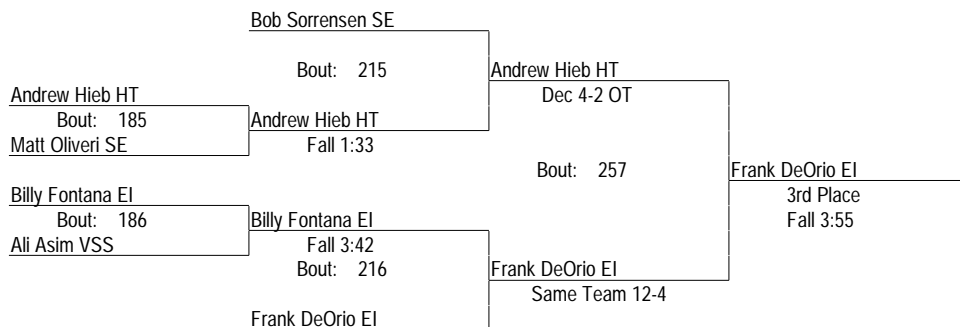 Bob Sorrensen SE
Bout: 215
Andrew Hieb HT
Andrew Hieb HT
Dec 4-2 OT
Bout: 185
Andrew Hieb HT
Matt Oliveri SE
Fall 1:33
Bout: 257
Frank DeOrio EI
Billy Fontana EI
3rd Place
Bout: 186
Billy Fontana EI
Fall 3:55
Ali Asim VSS
Fall 3:42
Bout: 216
Frank DeOrio EI
Same Team 12-4
Frank DeOrio EI